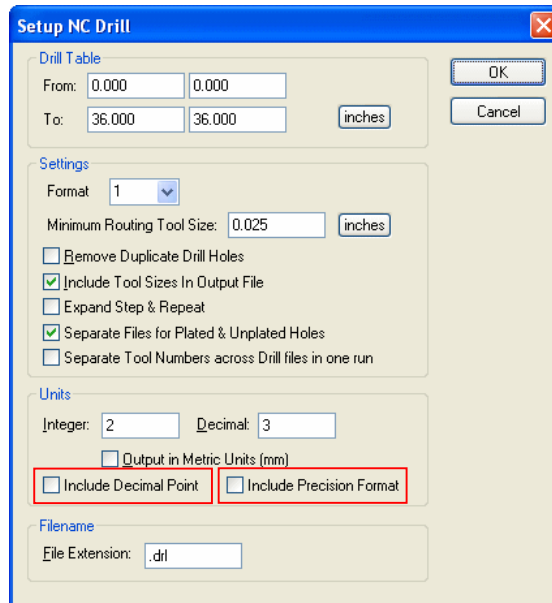 Setup NC Drill
Drill Table
From: 0.000 0.000
To: 36.000 36.000 inches
OK
Cancel
Settings
Format 1
Minimum Routing Tool Size: 0.025 inches
Remove Duplicate Drill Holes
Include Tool Sizes In Output File
Expand Step & Repeat
Separate Files for Plated & Unplated Holes
Separate Tool Numbers across Drill files in one run
Units
Integer: 2 Decimal: 3
Output in Metric Units (mm)
Include Decimal Point Include Precision Format
Filename
File Extension: .drl